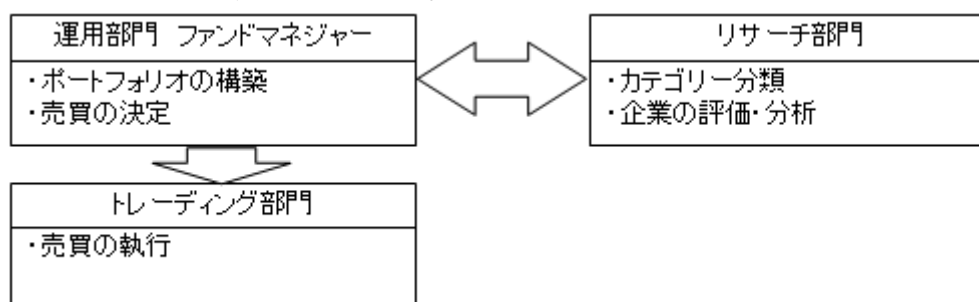 運用部門 ファンドマネジャー
・ポートフォリオの構築
・売買の決定
リサーチ部門
・カテゴリー分類
・企業の評価・分析
トレーディング部門
・売買の執行